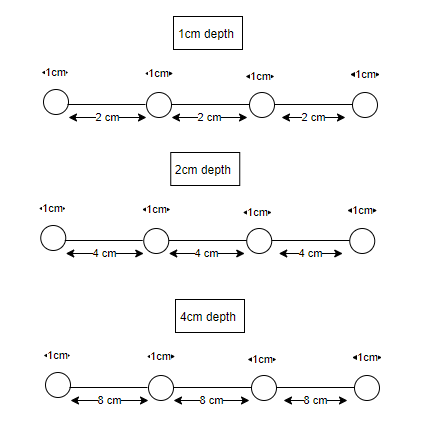 1cm depth
1cm 1cm 1cm 1cm
2 cm 2 cm 2 cm
2cm depth
1cm 1cm 1cm 1cm
4 cm 4 cm 4 cm
4cm depth
1cm 1cm 1cm 1cm
8 cm 8 cm 8 cm